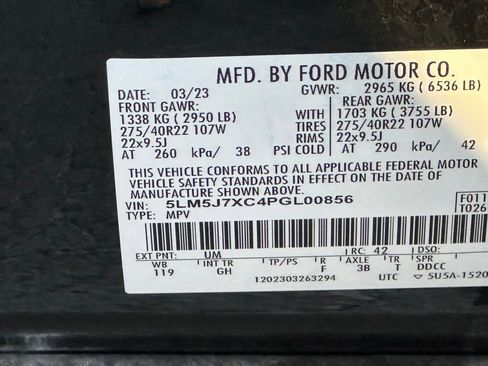 MFD. BY FORD MOTOR CO.
DATE: 03/23 GVWR: 2965 KG ( 6536 LB)
FRONT GAWR: REAR GAWR:
1338 KG ( 2950 LB) 1703 KG ( 3755 LB)
275/40R22 107W TIRES 275/40R22 107W
22x9.5J RIMS 22x9.5J
AT 260 kPa/ 38 PSI COLD AT 290 kPa/ 42
THIS VEHICLE CONFORMS TO ALL APPLICABLE FEDERAL MOTOR
VEHICLE SAFETY STANDARDS IN EFFECT ON THE DATE OF
MANUFACTURE SHOWN ABOVE.
VIN: 5LM5J7XC4PGL00856 F011
TYPE: MPV T026
EXT PNT: UM RC: 42 DSO:
WB INT TR TP/PS R AXLE TR SPR
119 GH F 3B T DDCC
1202303263294 UTC 5U5A-1520